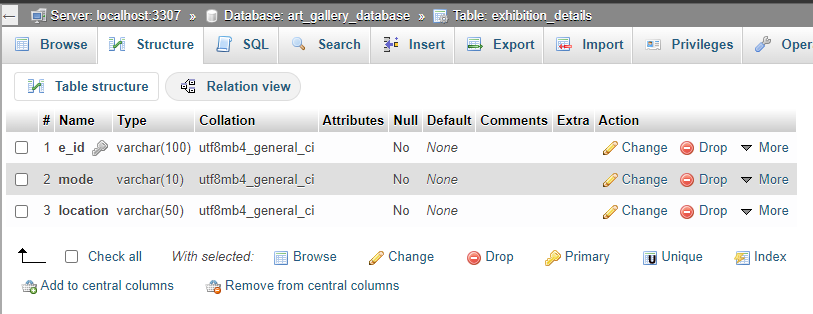 Server: localhost:3307 » Database: art_gallery_database » Table: exhibition_details
Browse Structure SQL Search Insert Export Import Privileges Oper
Table structure Relation view
# Name Type Collation Attributes Null Default Comments Extra Action
1 e_id varchar(100) utf8mb4_general_ci No None Change Drop More
2 mode varchar(10) utf8mb4_general_ci No None Change Drop More
3 location varchar(50) utf8mb4_general_ci No None Change Drop More
Check all With selected: Browse Change Drop Primary Unique Index
Add to central columns Remove from central columns